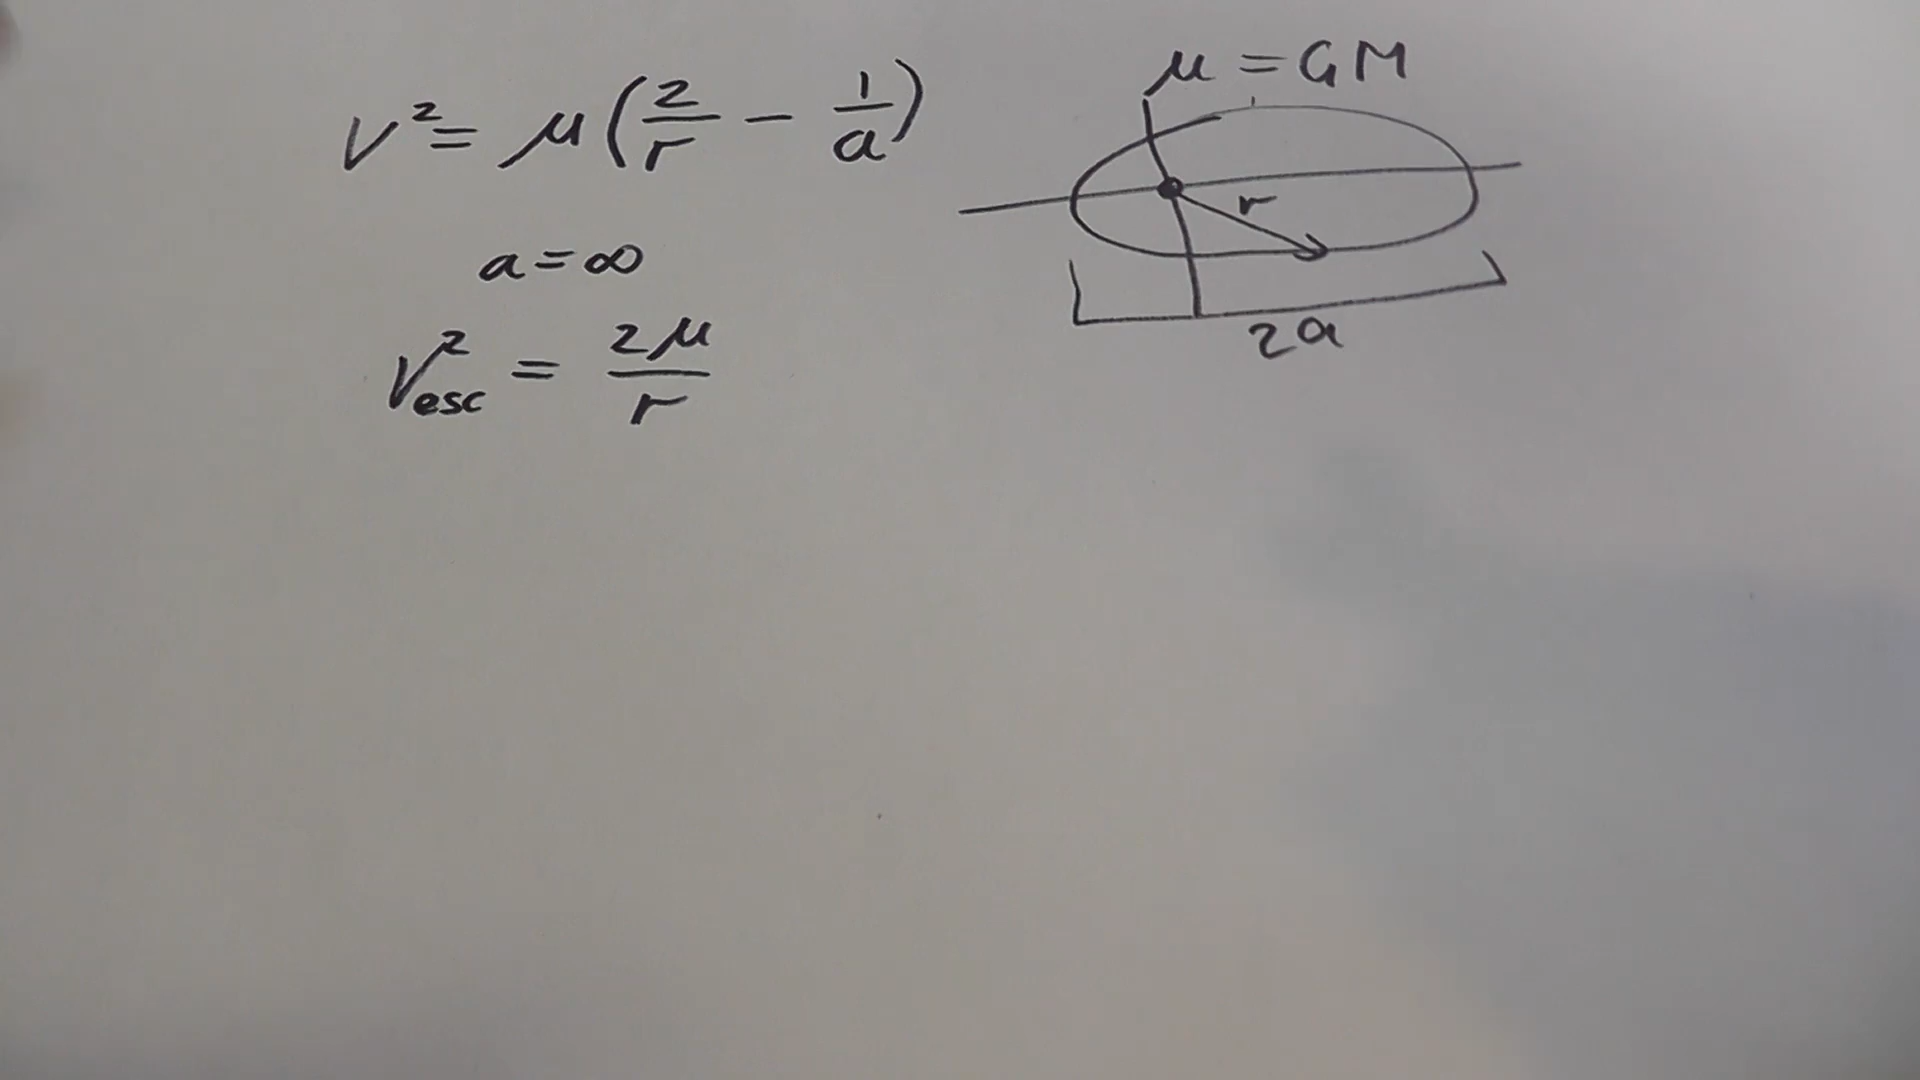 v² = μ(2/r - 1/a)
a = ∞
V²esc = 2μ/r
μ = GM
r
2a